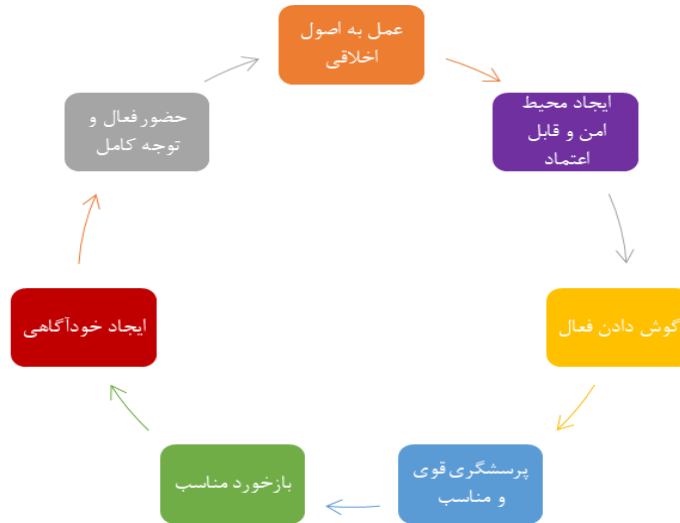 عمل به اصول
اخلاقی
ایجاد محیط
امن و قابل
اعتماد
گوش دادن فعال
پرسشگری قوی
و مناسب
بازخورد مناسب
ایجاد خودآگاهی
حضور فعال و
توجه کامل